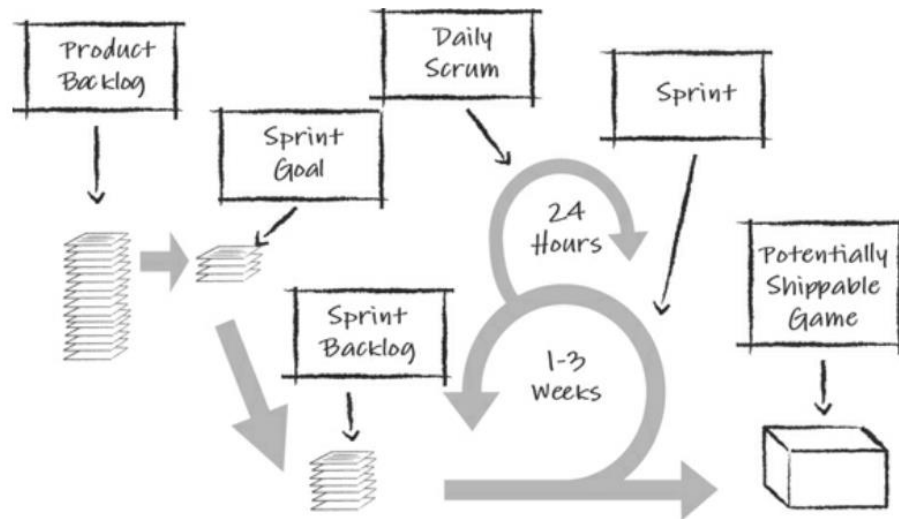 Product
Backlog
Sprint
Goal
Daily
Scrum
Sprint
24
Hours
Sprint
Backlog
1-3
Weeks
Potentially
Shippable
Game